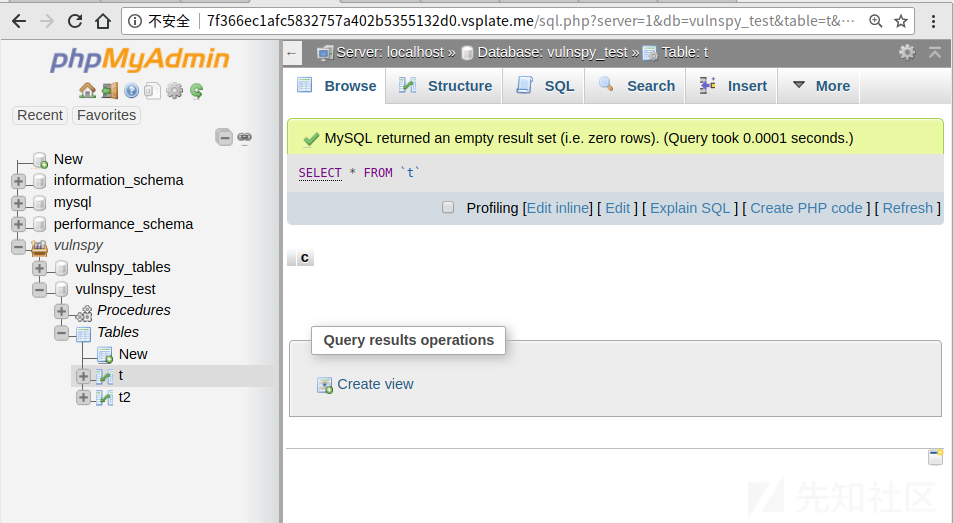 不安全 7f366ec1afc5832757a402b5355132d0.vsplate.me/sql.php?server=1&db=vulnspy_test&table=t&…
phpMyAdmin
Recent Favorites
New
information_schema
mysql
performance_schema
vulnspy
vulnspy_tables
vulnspy_test
Procedures
Tables
New
t
t2
Server: localhost » Database: vulnspy_test » Table: t
Browse Structure SQL Search Insert More
MySQL returned an empty result set (i.e. zero rows). (Query took 0.0001 seconds.)
SELECT * FROM `t`
Profiling [Edit inline] [ Edit ] [ Explain SQL ] [ Create PHP code ] [ Refresh ]
c
Query results operations
Create view
先知社区